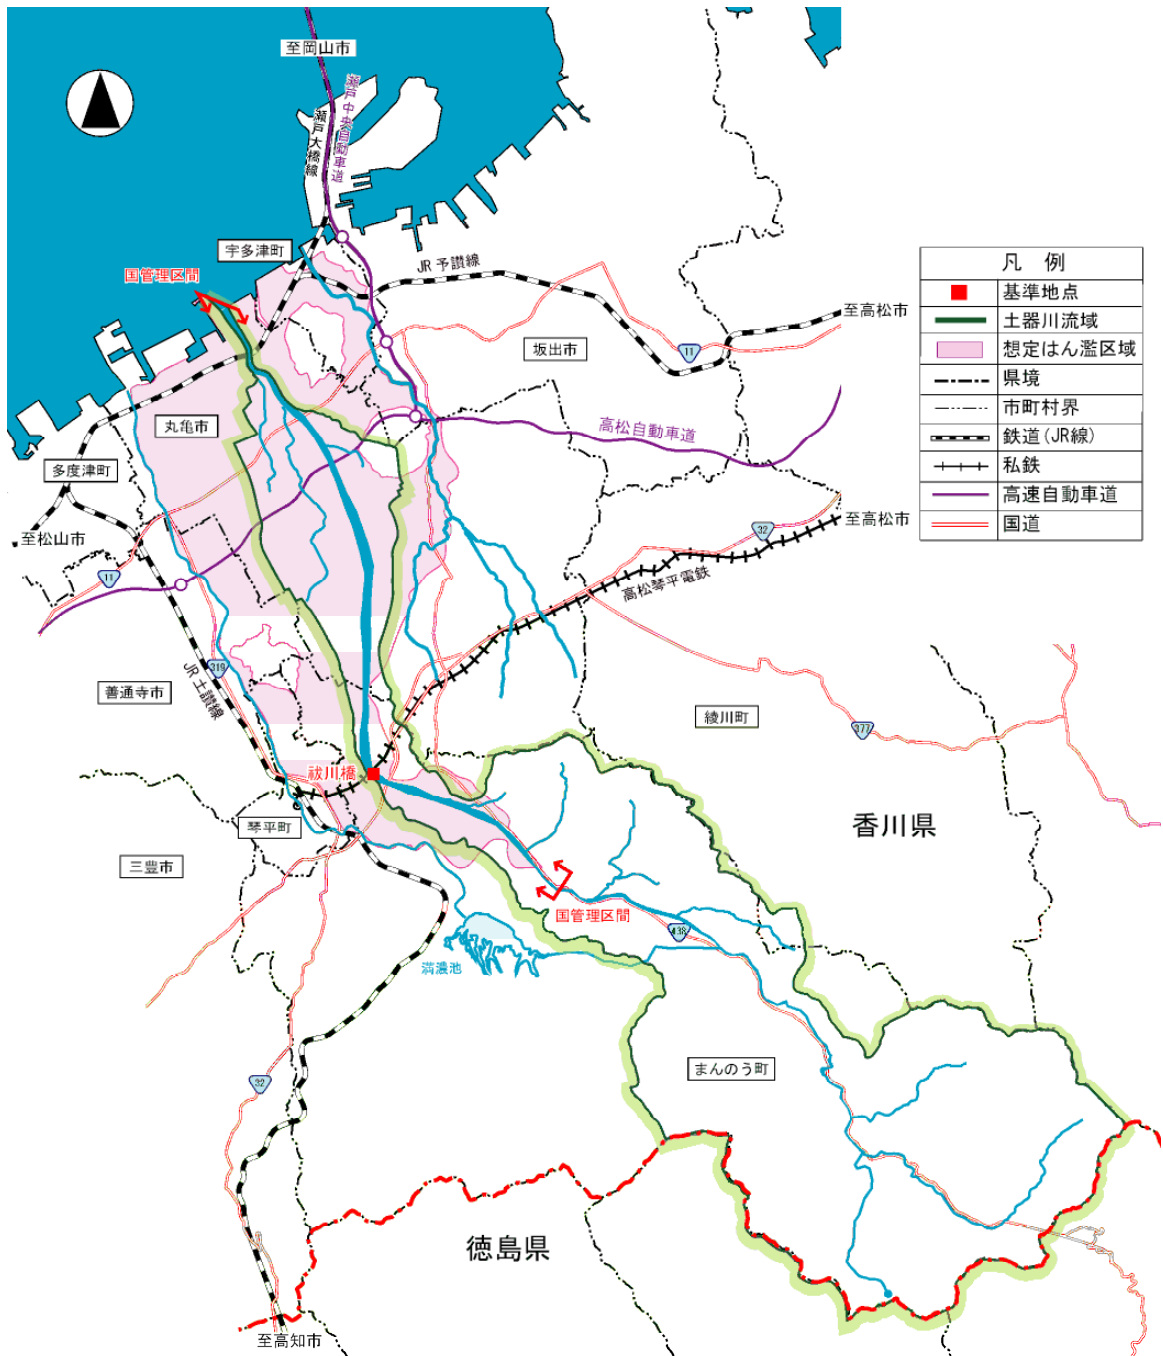 至岡山市
瀬戸中央自動車道
瀬戸大橋線
宇多津町
JR予讃線
国管理区間
至高松市
坂出市
11
凡 例
基準地点
土器川流域
想定はん濫区域
県境
市町村界
鉄道(JR線)
私鉄
高速自動車道
国道
丸亀市
高松自動車道
多度津町
至松山市
至高松市
32
11
高松琴平電鉄
319
JR土讃線
善通寺市
綾川町
377
祓川橋
琴平町
香川県
三豊市
国管理区間
438
満濃池
まんのう町
32
徳島県
至高知市